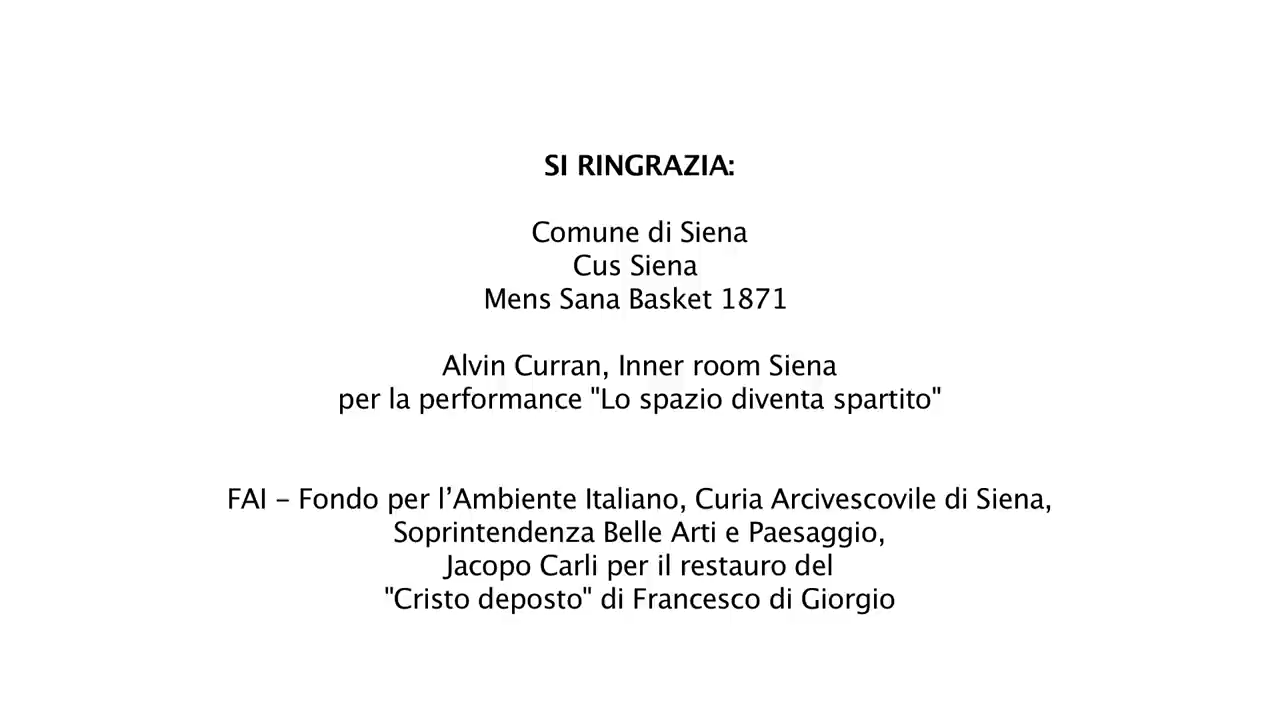 SI RINGRAZIA:
Comune di Siena
Cus Siena
Mens Sana Basket 1871
Alvin Curran, Inner room Siena
per la performance "Lo spazio diventa spartito"
FAI – Fondo per l’Ambiente Italiano, Curia Arcivescovile di Siena,
Soprintendenza Belle Arti e Paesaggio,
Jacopo Carli per il restauro del
"Cristo deposto" di Francesco di Giorgio